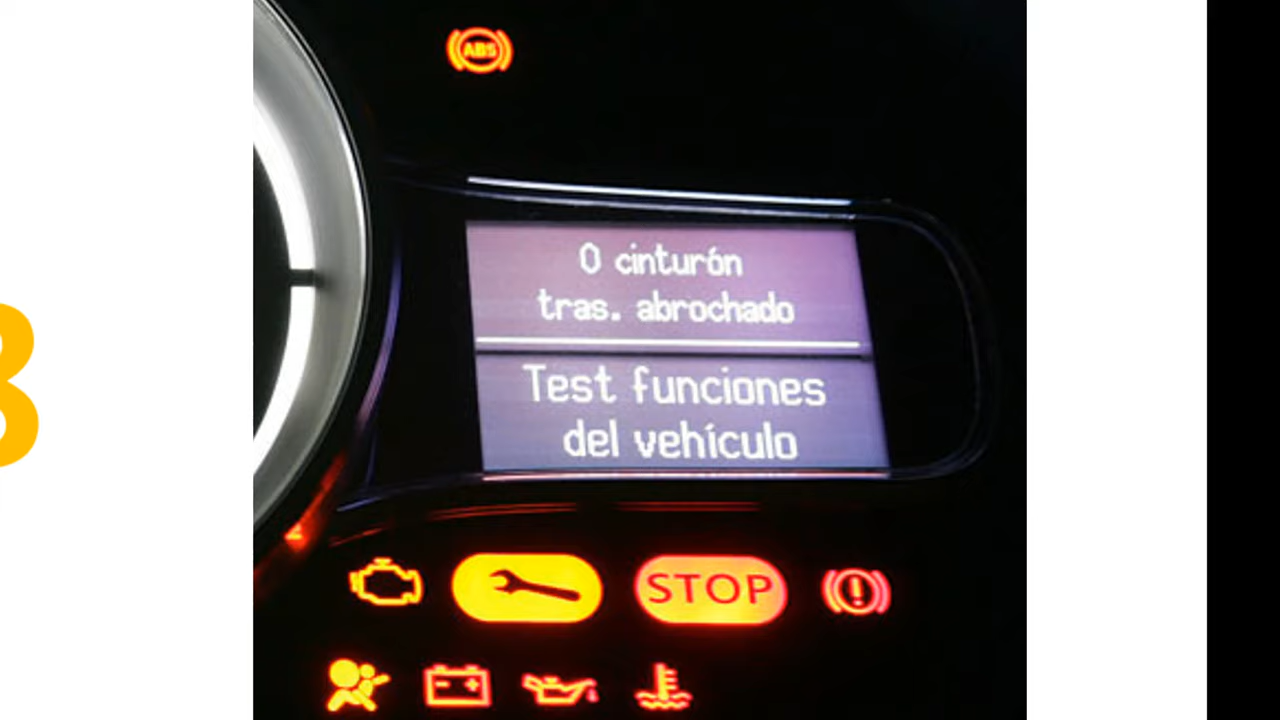 ABS
0 cinturón
tras. abrochado
Test funciones
del vehículo
STOP